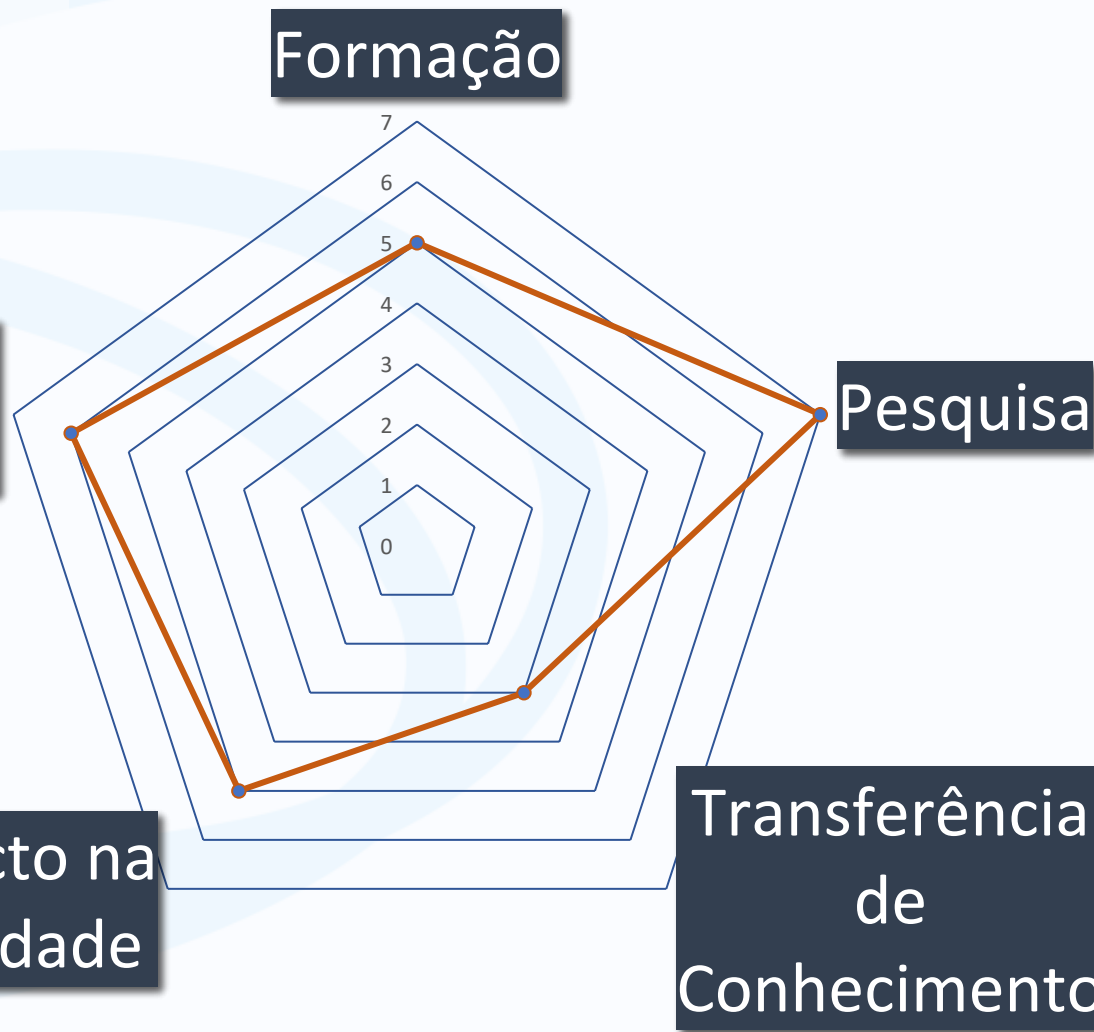 Formação
7
6
5
4
3
2
1
0
Pesquisa
Transferência
de
Conhecimento
cto na
dade